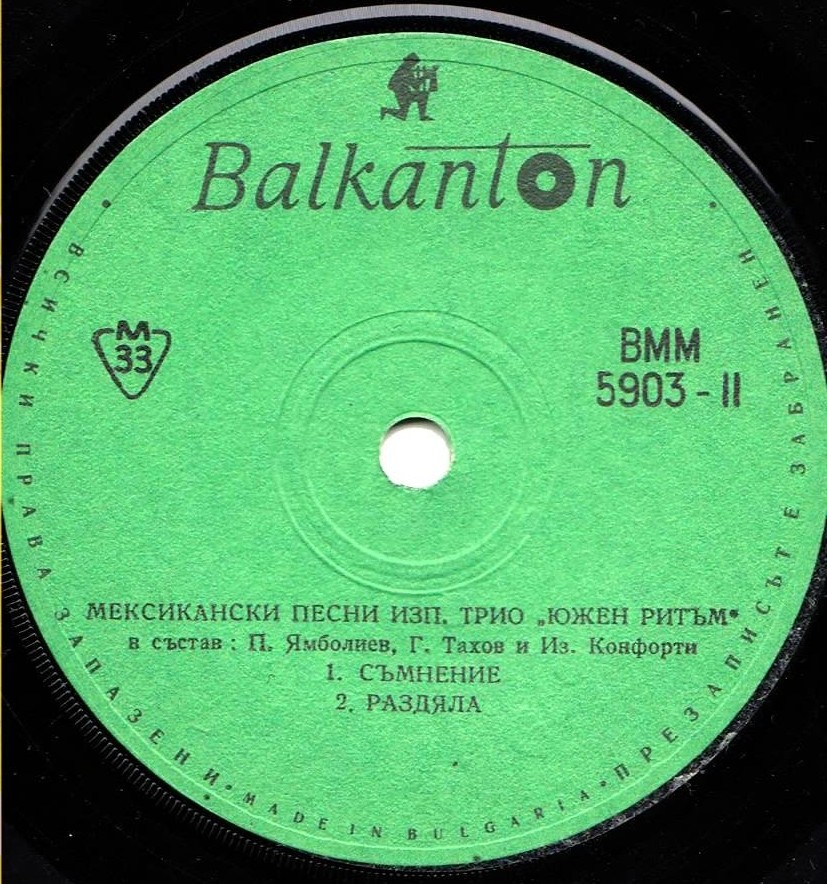 Balkanton
M
33
ВММ
5903 - II
МЕКСИКАНСКИ ПЕСНИ ИЗП. ТРИО „ЮЖЕН РИТЪМ“
в състав : П. Ямболиев, Г. Тахов и Из. Конфорти
1. СЪМНЕНИЕ
2. РАЗДЯЛА
ВСИЧКИ ПРАВА ЗАПАЗЕНИ • MADE IN BULGARIA • ПРЕЗАПИСЪТ Е ЗАБРАНЕН